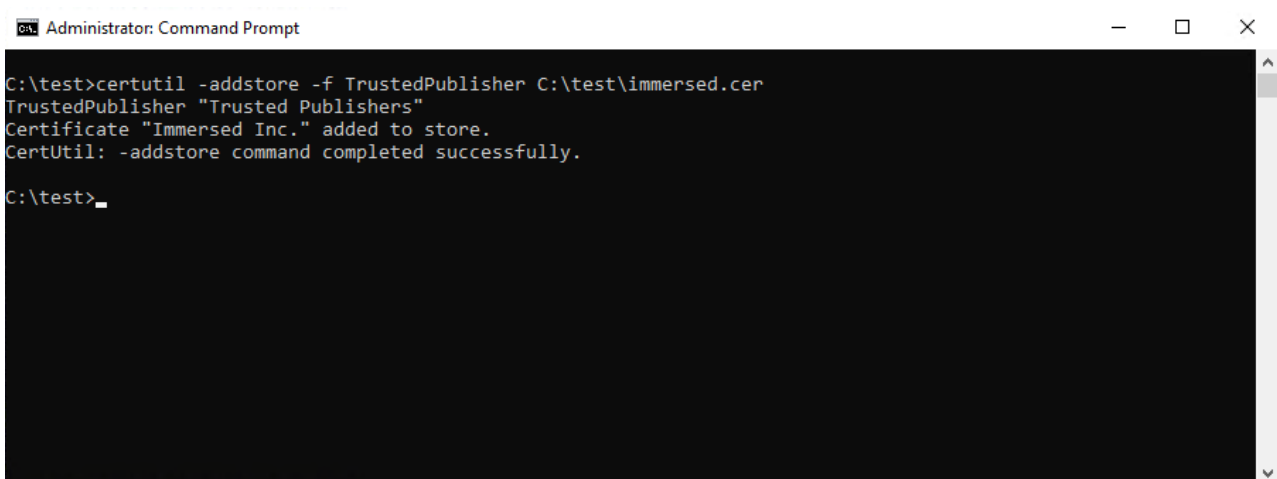 Administrator: Command Prompt
C:\test>certutil -addstore -f TrustedPublisher C:\test\immersed.cer
TrustedPublisher "Trusted Publishers"
Certificate "Immersed Inc." added to store.
CertUtil: -addstore command completed successfully.
C:\test>